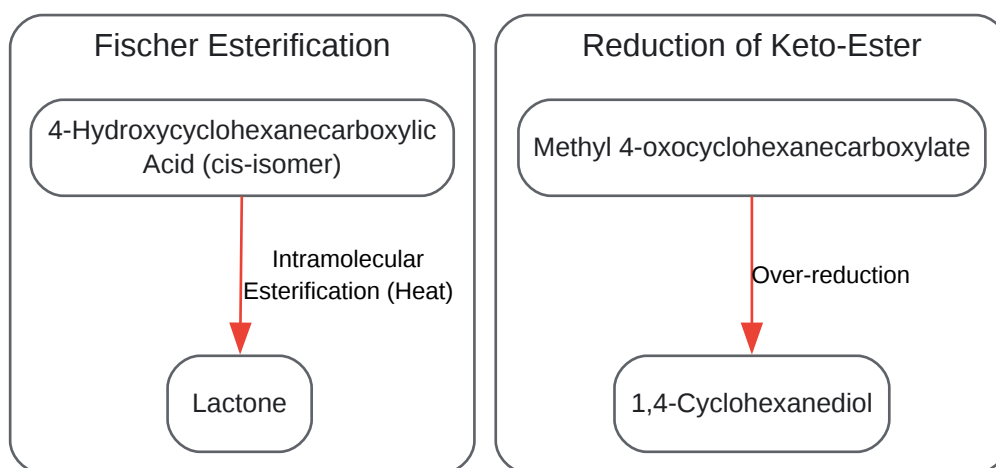 Fischer Esterification
4-Hydroxycyclohexanecarboxylic
Acid (cis-isomer)
Intramolecular
Esterification (Heat)
Lactone
Reduction of Keto-Ester
Methyl 4-oxocyclohexanecarboxylate
Over-reduction
1,4-Cyclohexanediol